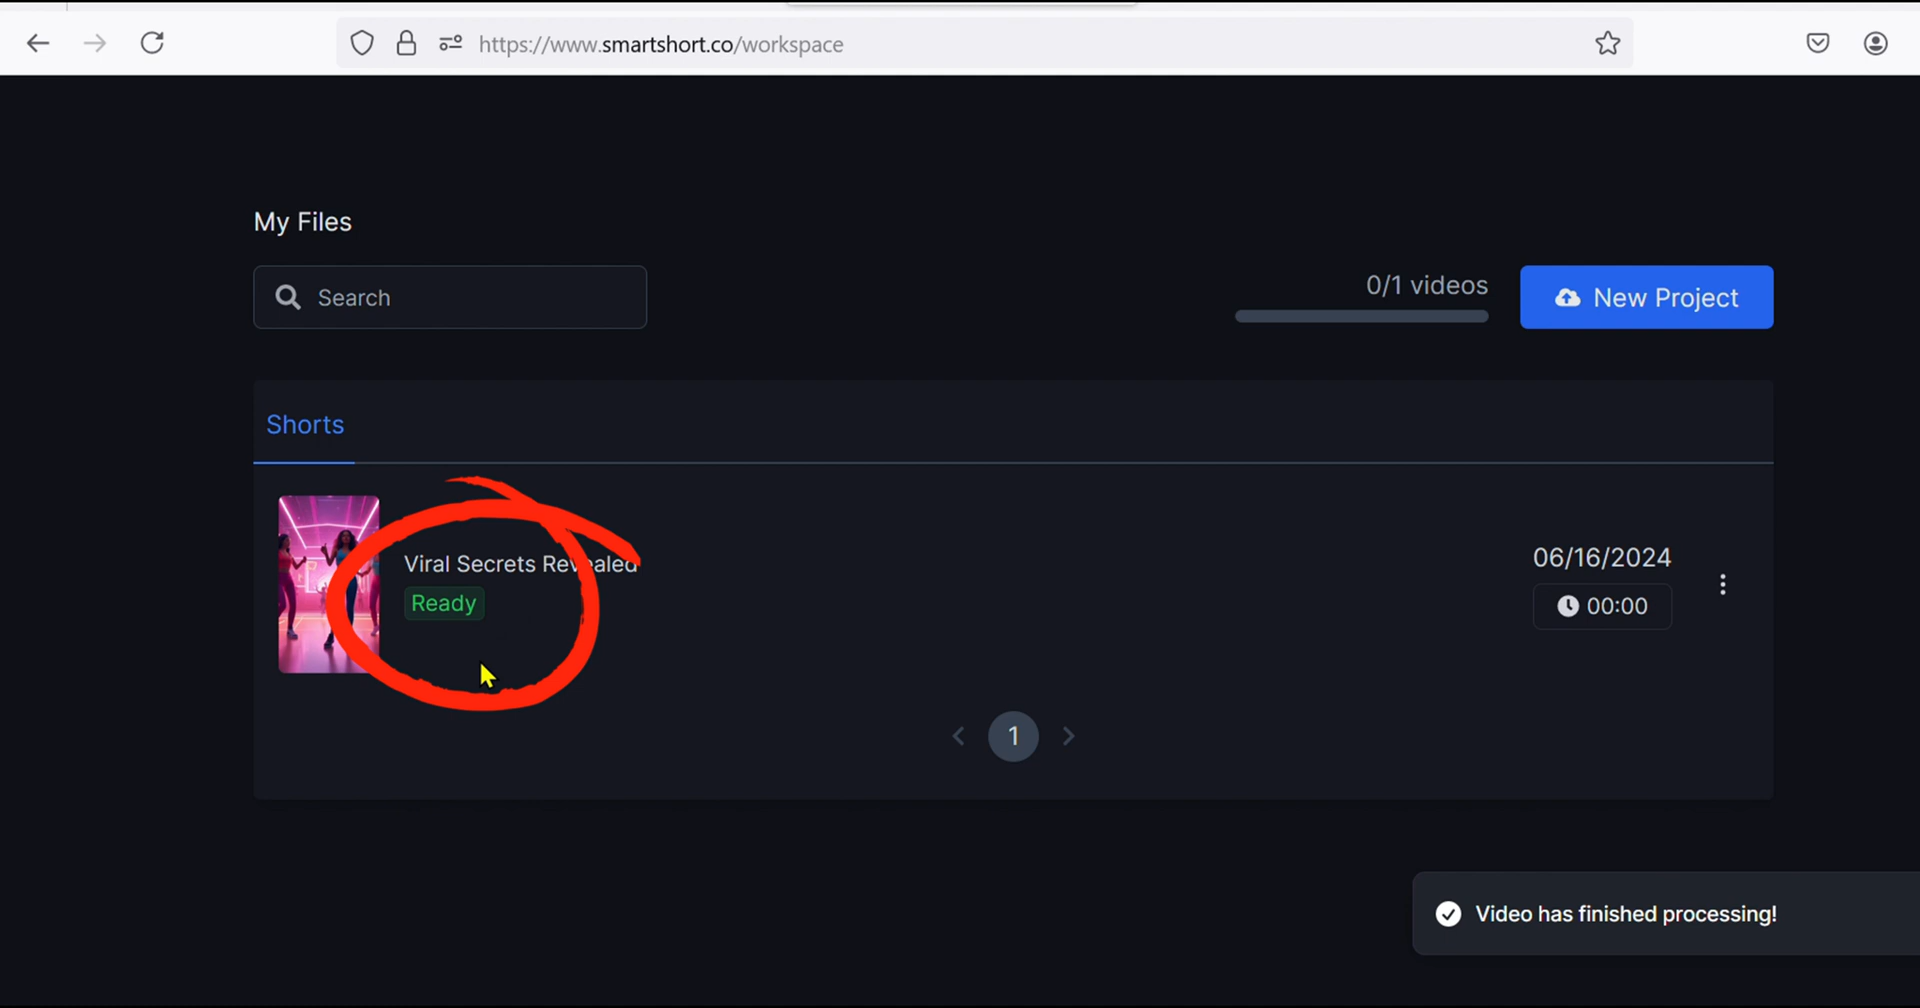 https://www.smartshort.co/workspace
My Files
Search
0/1 videos
New Project
Shorts
Viral Secrets Revealed
Ready
06/16/2024
00:00
1
Video has finished processing!